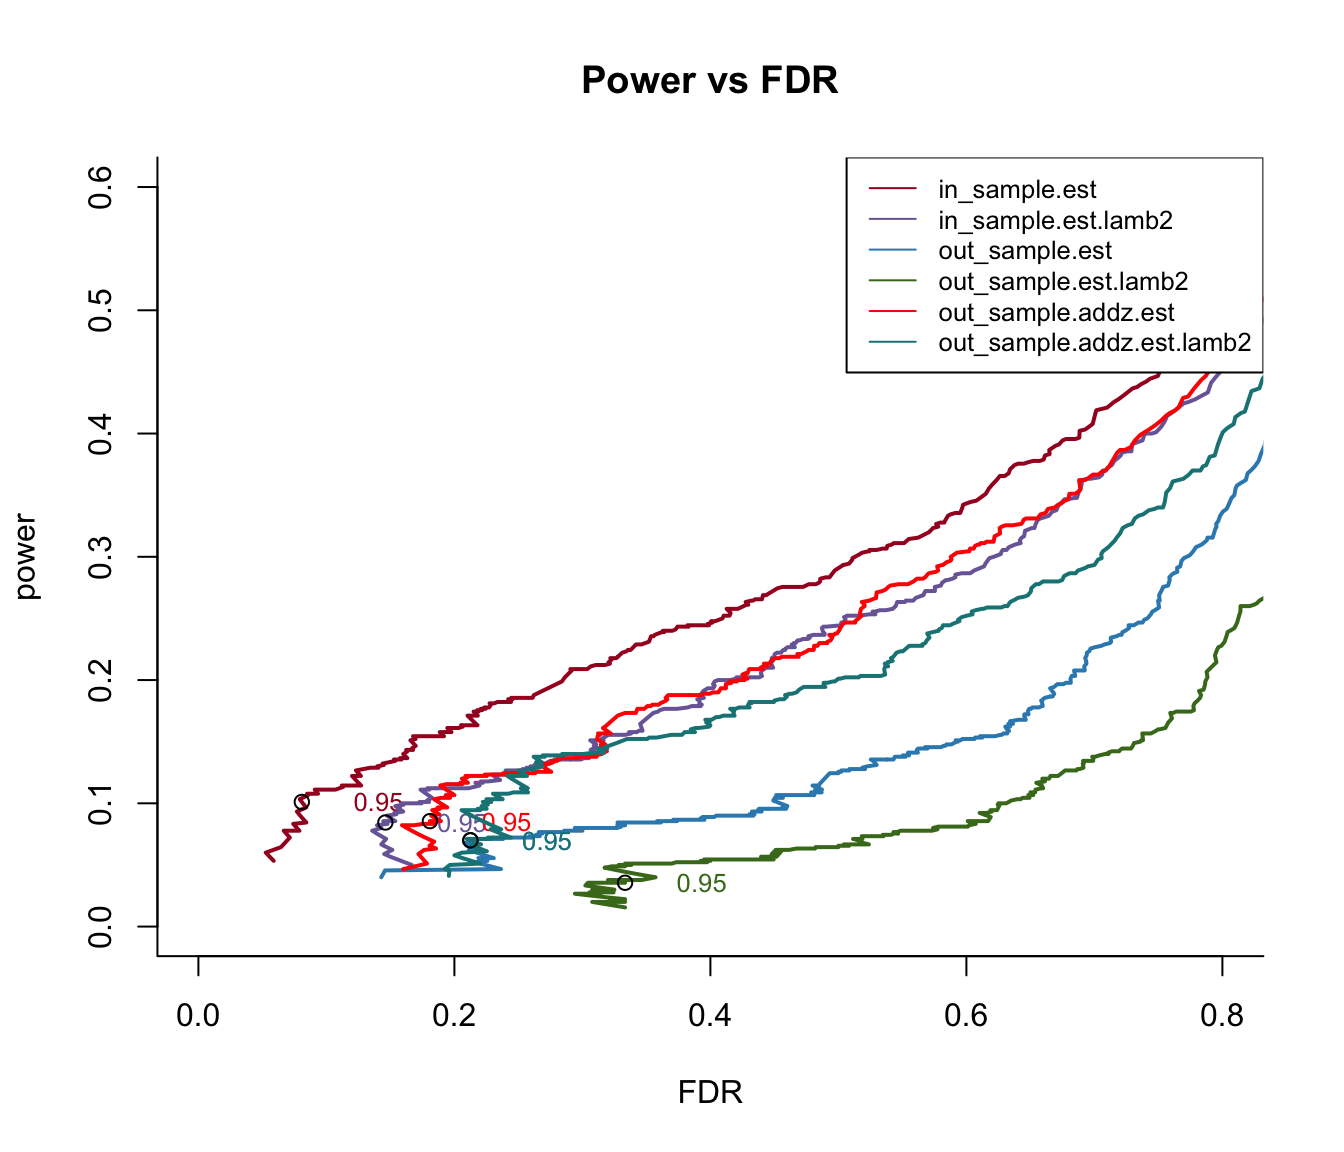 Power vs FDR
in_sample.est
in_sample.est.lamb2
out_sample.est
out_sample.est.lamb2
out_sample.addz.est
out_sample.addz.est.lamb2
power
0.6
0.5
0.4
0.3
0.2
0.1
0.0
0.95
0.95
0.95
0.95
0.95
0.0
0.2
0.4
0.6
0.8
FDR